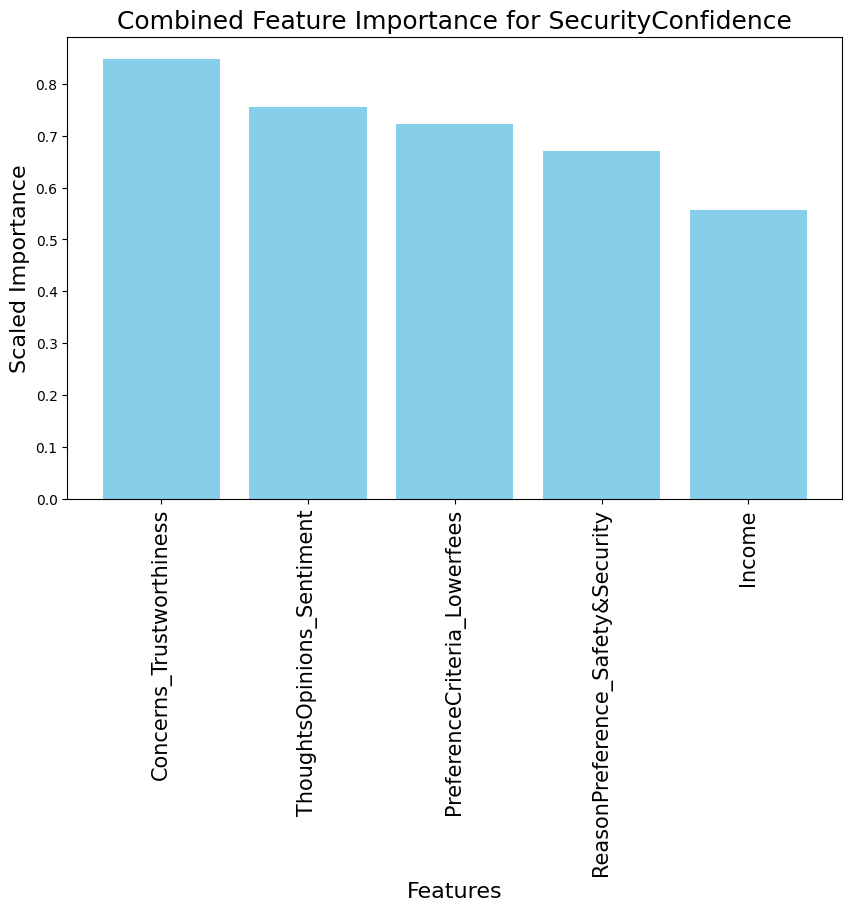 Combined Feature Importance for SecurityConfidence
Scaled Importance
0.8
0.7
0.6
0.5
0.4
0.3
0.2
0.1
0.0
Concerns_Trustworthiness
ThoughtsOpinions_Sentiment
PreferenceCriteria_Lowerfees
ReasonPreference_Safety&Security
Income
Features